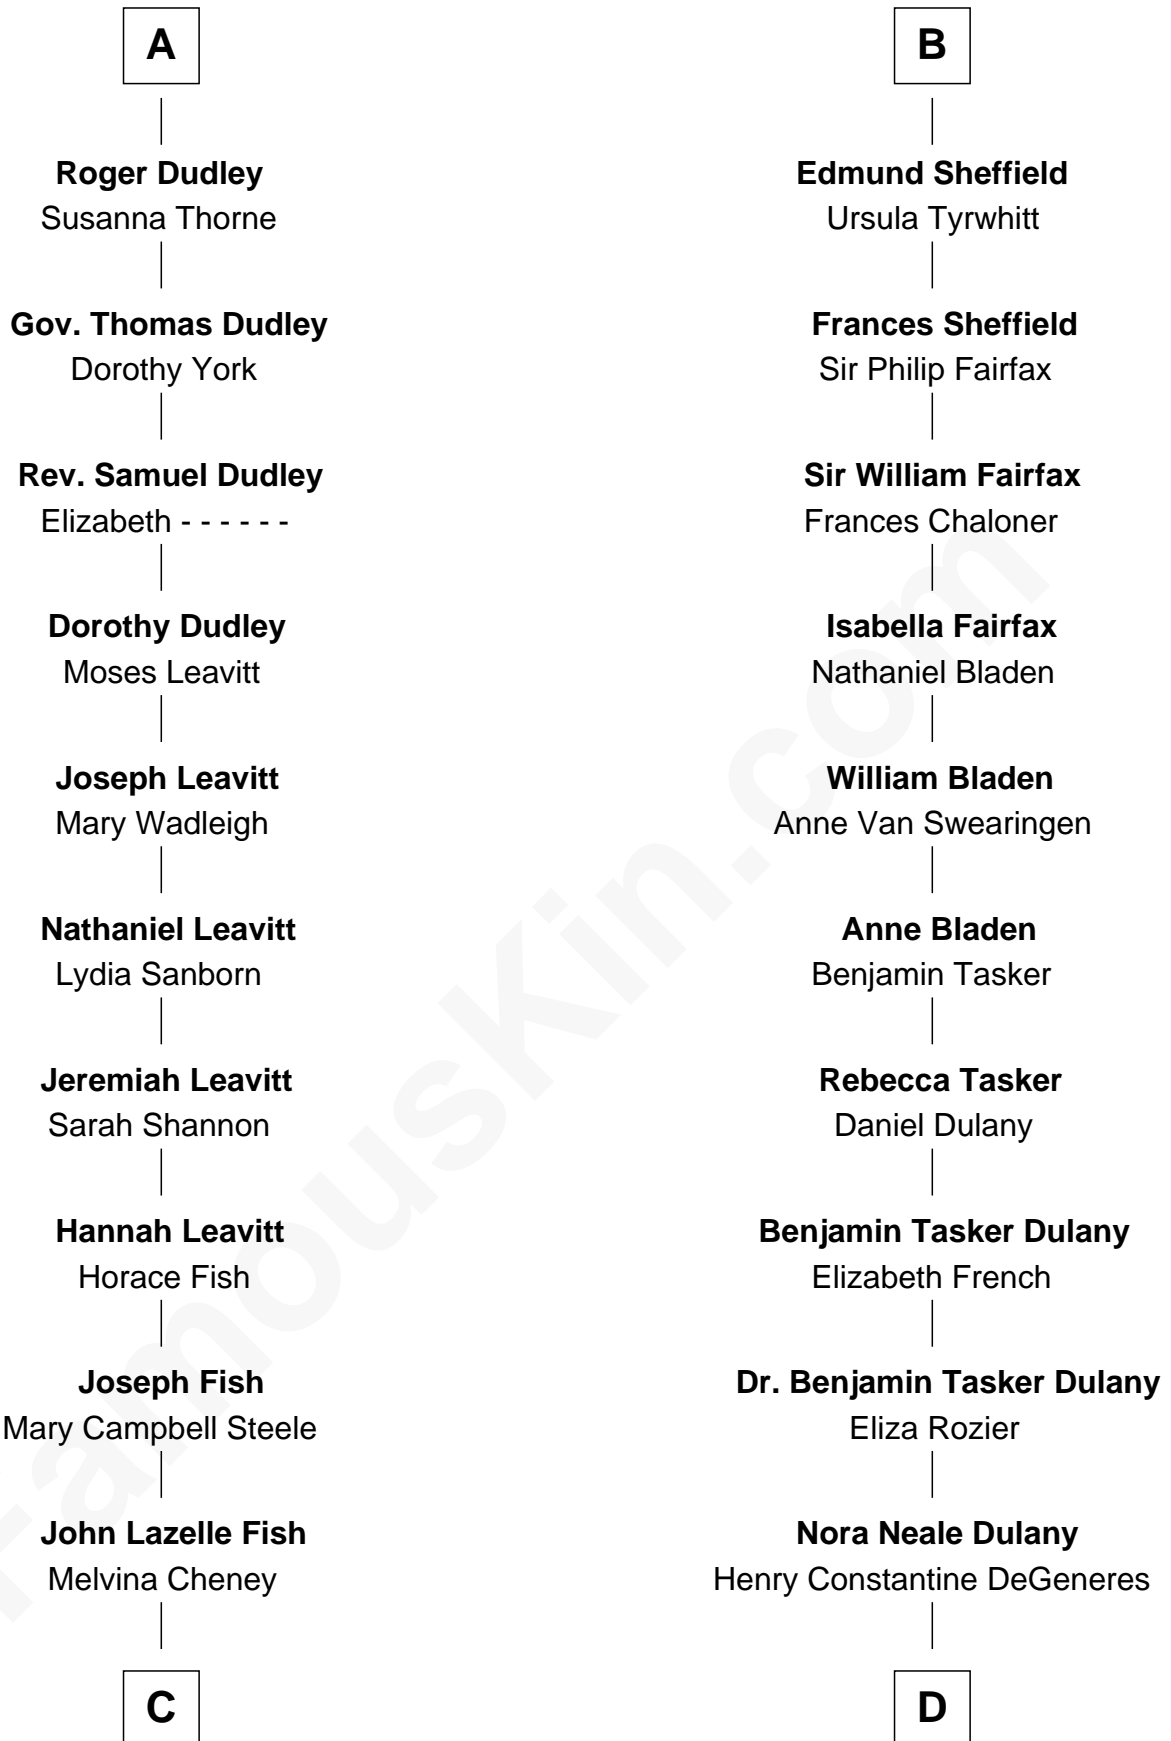 A
Roger Dudley
Susanna Thorne
Gov. Thomas Dudley
Dorothy York
Rev. Samuel Dudley
Elizabeth - - - - - -
Dorothy Dudley
Moses Leavitt
Joseph Leavitt
Mary Wadleigh
Nathaniel Leavitt
Lydia Sanborn
Jeremiah Leavitt
Sarah Shannon
Hannah Leavitt
Horace Fish
Joseph Fish
Mary Campbell Steele
John Lazelle Fish
Melvina Cheney
C
B
Edmund Sheffield
Ursula Tyrwhitt
Frances Sheffield
Sir Philip Fairfax
Sir William Fairfax
Frances Chaloner
Isabella Fairfax
Nathaniel Bladen
William Bladen
Anne Van Swearingen
Anne Bladen
Benjamin Tasker
Rebecca Tasker
Daniel Dulany
Benjamin Tasker Dulany
Elizabeth French
Dr. Benjamin Tasker Dulany
Eliza Rozier
Nora Neale Dulany
Henry Constantine DeGeneres
D
FamousKin.com